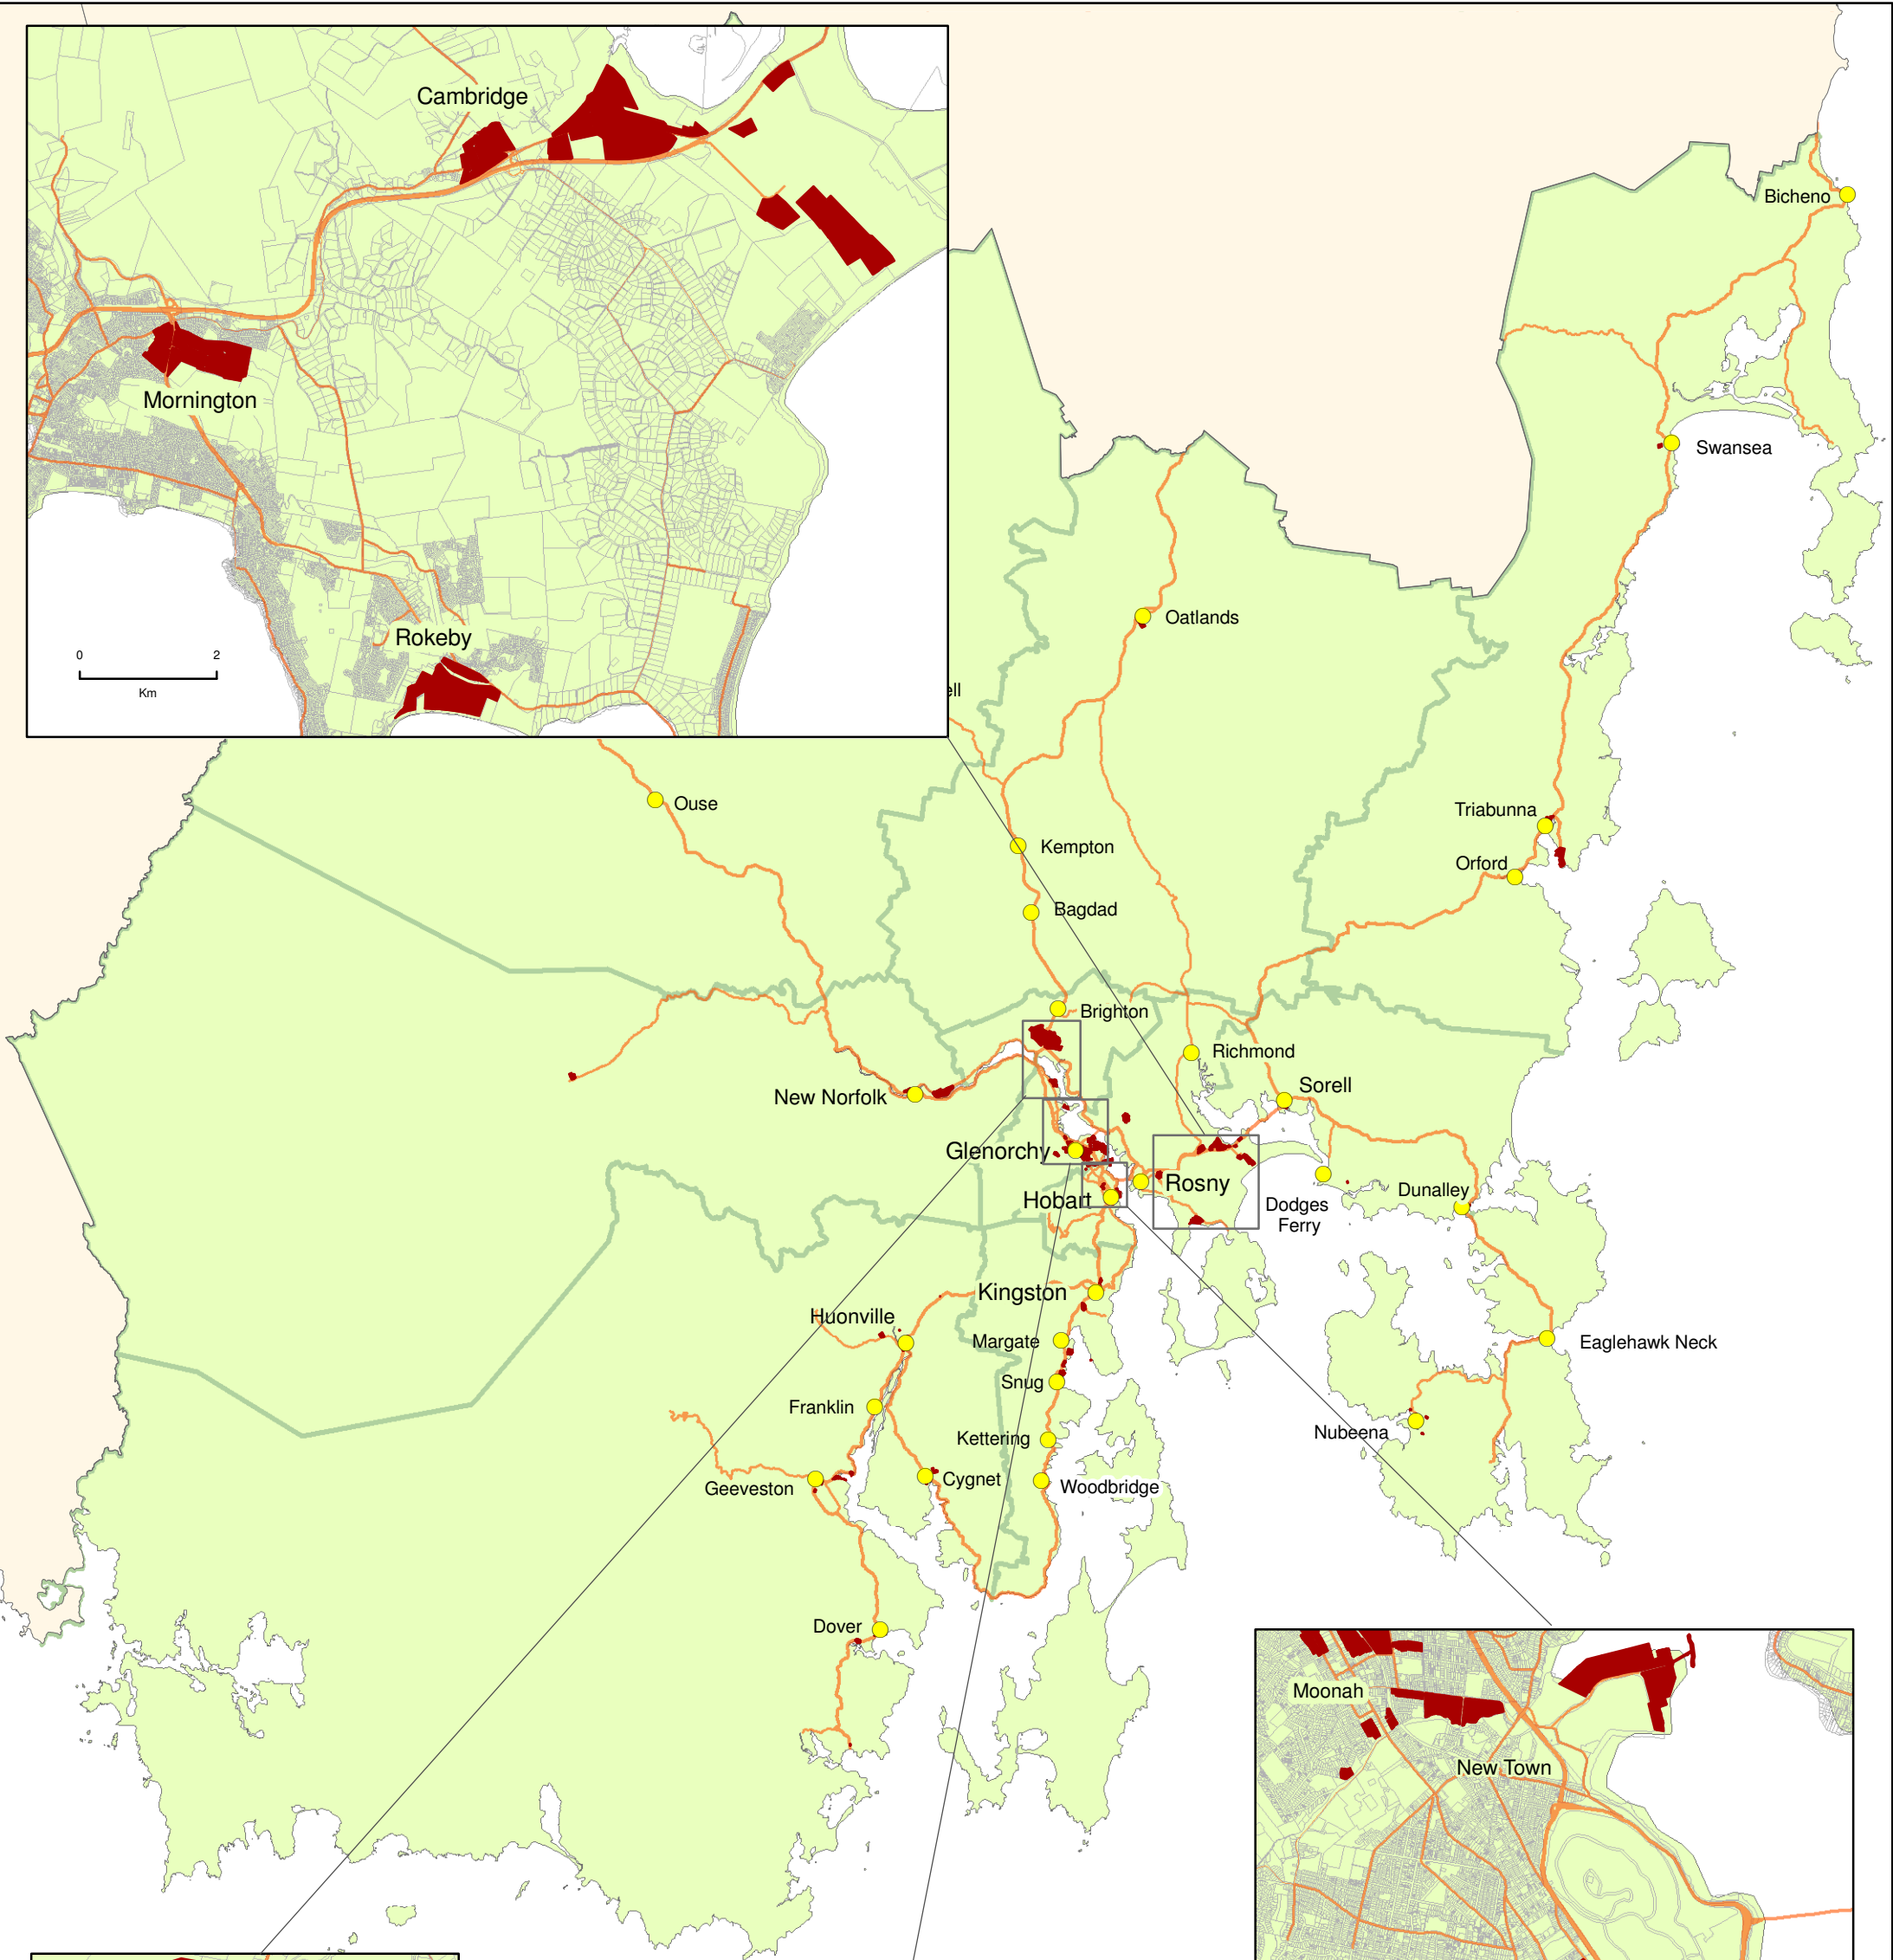 Cambridge
Mornington
Rokeby
0 2
Km
Bicheno
Swansea
Oatlands
ell
Ouse
Triabunna
Kempton
Orford
Bagdad
Brighton
Richmond
Sorell
New Norfolk
Glenorchy
Rosny
Dunalley
Hobart
Dodges
Ferry
Kingston
Huonville
Margate
Eaglehawk Neck
Snug
Franklin
Nubeena
Kettering
Cygnet
Geeveston
Woodbridge
Dover
Moonah
New Town